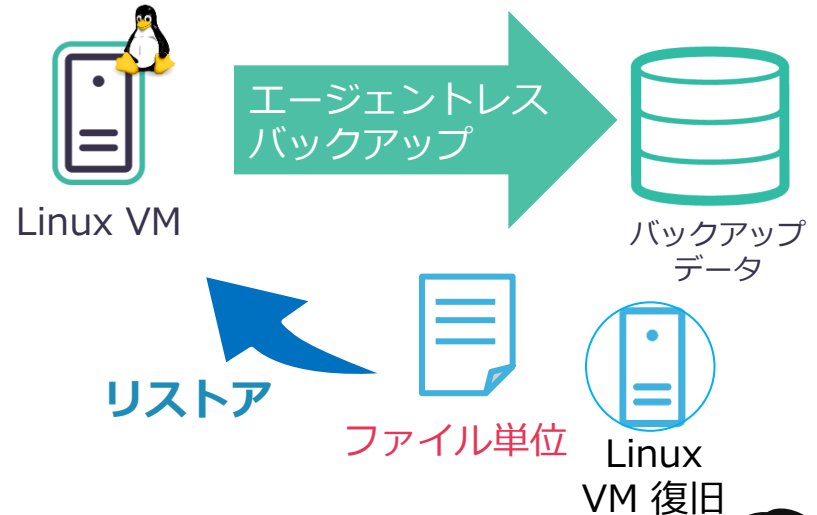 エージェントレス
バックアップ
Linux VM
バックアップ
データ
リストア
ファイル単位
Linux
VM 復旧